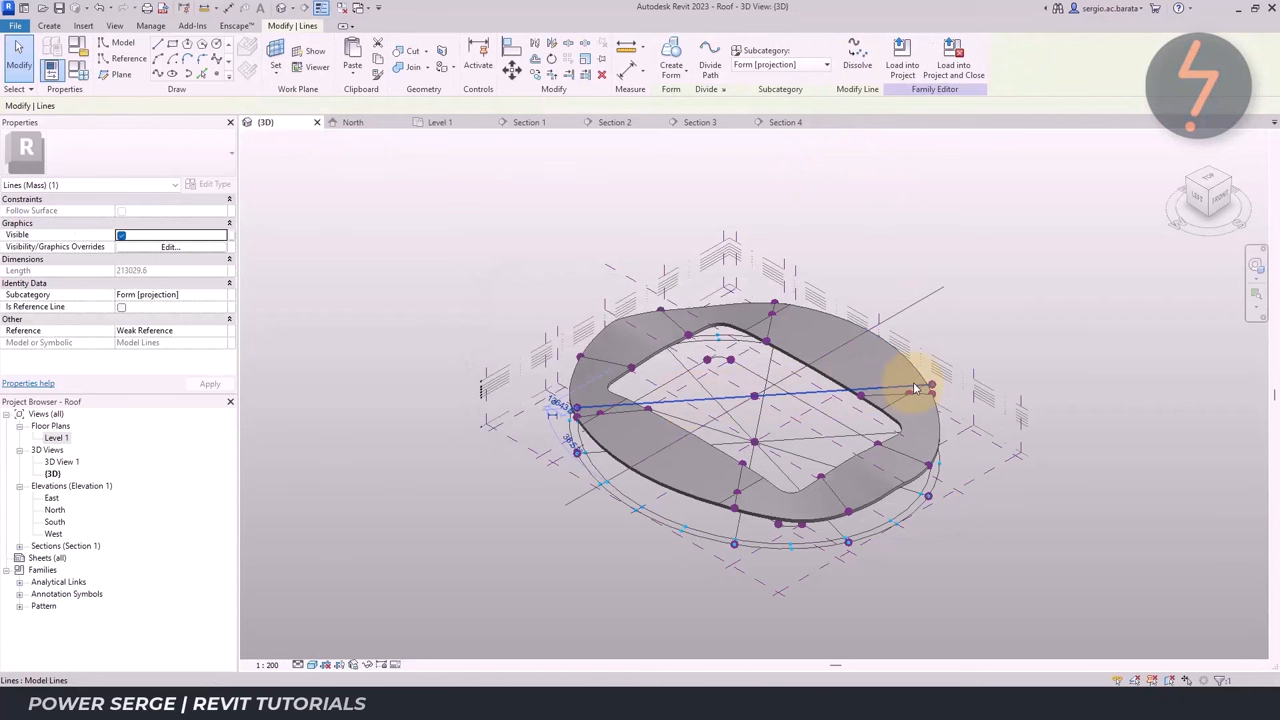 Autodesk Revit 2023 - Roof - 3D View: {3D}
sergio.ac.barata
File Create Insert View Manage Add-Ins Enscape™ Modify | Lines
Modify
Model
Reference
Plane
Set
Show
Viewer
Paste
Cut
Join
Activate
Create
Form
Divide
Path
Subcategory:
Form [projection]
Dissolve
Load into
Project
Load into
Project and Close
Select Properties Draw Work Plane Clipboard Geometry Controls Modify Measure Form Divide » Subcategory Modify Line Family Editor
Modify | Lines
Properties
{3D} North Level 1 Section 1 Section 2 Section 3 Section 4
Lines (Mass) (1) Edit Type
Constraints
Follow Surface
Graphics
Visible
Visibility/Graphics Overrides Edit...
Dimensions
Length 213029.6
Identity Data
Subcategory Form [projection]
Is Reference Line
Other
Reference Weak Reference
Model or Symbolic Model Lines
Properties help Apply
Project Browser - Roof
Views (all)
Floor Plans
Level 1
3D Views
3D View 1
{3D}
Elevations (Elevation 1)
East
North
South
West
Sections (Section 1)
Sheets (all)
Families
Analytical Links
Annotation Symbols
Pattern
TOP
LEFT
FRONT
1 : 200
Lines : Model Lines
:1
POWER SERGE | REVIT TUTORIALS